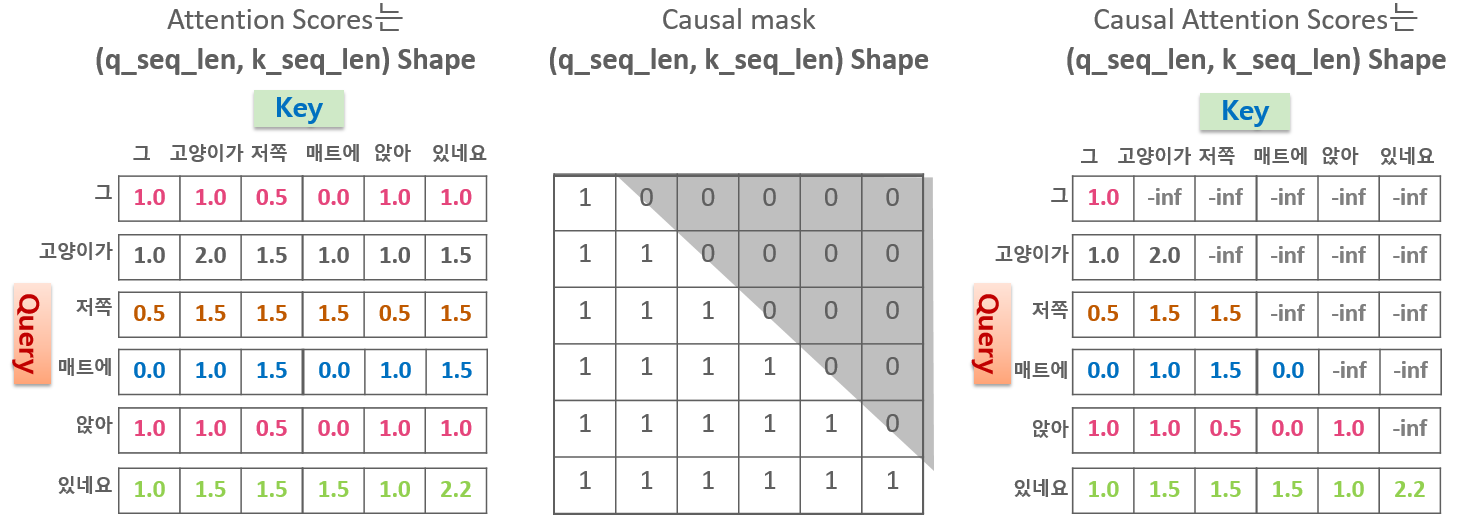 Attention Scores는
(q_seq_len, k_seq_len) Shape
Key
그 고양이가 저쪽 매트에 앉아 있네요
Query
그 1.0 1.0 0.5 0.0 1.0 1.0
고양이가 1.0 2.0 1.5 1.0 1.0 1.5
저쪽 0.5 1.5 1.5 1.5 0.5 1.5
매트에 0.0 1.0 1.5 0.0 1.0 1.5
앉아 1.0 1.0 0.5 0.0 1.0 1.0
있네요 1.0 1.5 1.5 1.5 1.0 2.2
Causal mask
(q_seq_len, k_seq_len) Shape
1 0 0 0 0 0
1 1 0 0 0 0
1 1 1 0 0 0
1 1 1 1 0 0
1 1 1 1 1 0
1 1 1 1 1 1
Causal Attention Scores는
(q_seq_len, k_seq_len) Shape
Key
그 고양이가 저쪽 매트에 앉아 있네요
Query
그 1.0 -inf -inf -inf -inf -inf
고양이가 1.0 2.0 -inf -inf -inf -inf
저쪽 0.5 1.5 1.5 -inf -inf -inf
매트에 0.0 1.0 1.5 0.0 -inf -inf
앉아 1.0 1.0 0.5 0.0 1.0 -inf
있네요 1.0 1.5 1.5 1.5 1.0 2.2